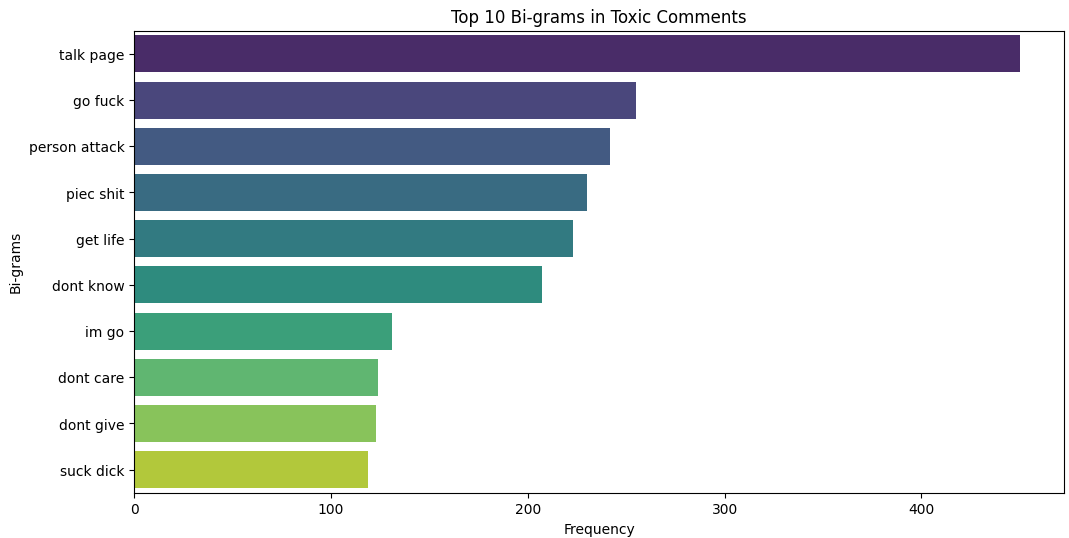 Top 10 Bi-grams in Toxic Comments
talk page
go fuck
person attack
piec shit
get life
dont know
im go
dont care
dont give
suck dick
Bi-grams
0 100 200 300 400
Frequency